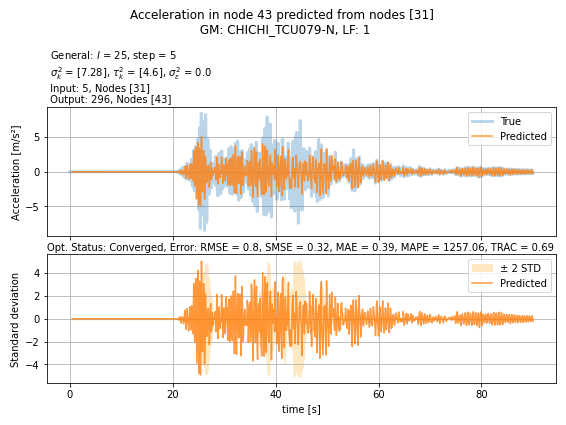 Acceleration in node 43 predicted from nodes [31]
GM: CHICHI_TCU079-N, LF: 1
General: l = 25, step = 5
σ²ₖ = [7.28], τ²ₖ = [4.6], σ²ε = 0.0
Input: 5, Nodes [31]
Output: 296, Nodes [43]
Acceleration [m/s²]
5
0
−5
True
Predicted
Opt. Status: Converged, Error: RMSE = 0.8, SMSE = 0.32, MAE = 0.39, MAPE = 1257.06, TRAC = 0.69
Standard deviation
4
2
0
−2
−4
± 2 STD
Predicted
0 20 40 60 80
time [s]